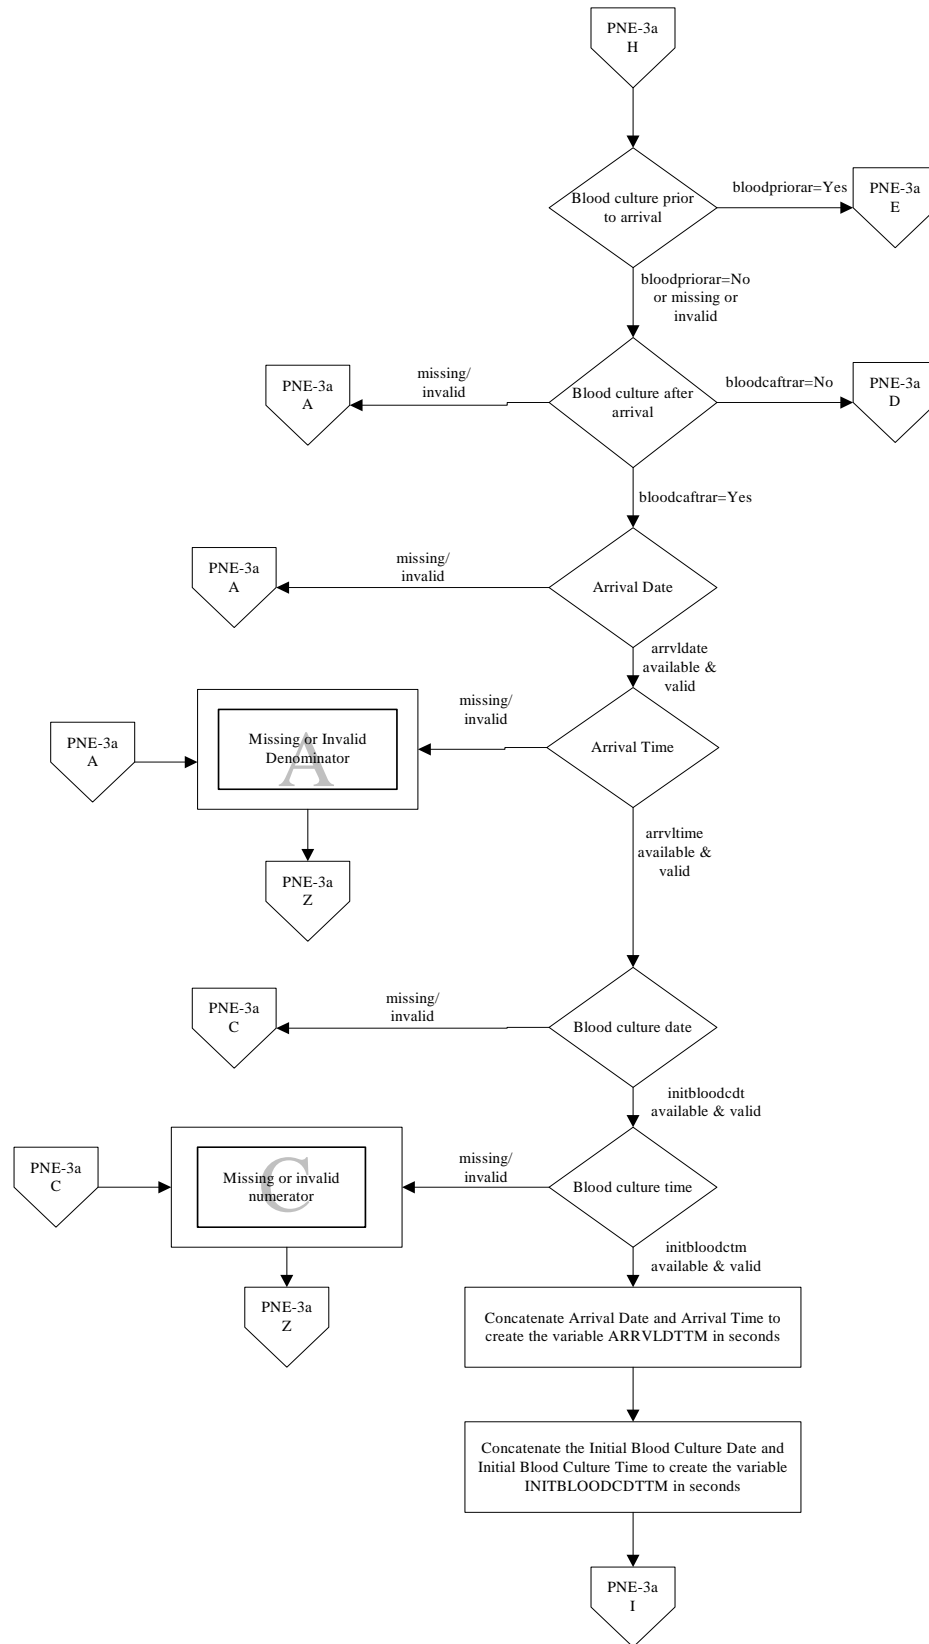 PNE-3a
H
Blood culture prior
to arrival
bloodpriorar=Yes
PNE-3a
E
bloodpriorar=No
or missing or
invalid
PNE-3a
A
missing/
invalid
Blood culture after
arrival
bloodcaftrar=No
PNE-3a
D
bloodcaftrar=Yes
PNE-3a
A
missing/
invalid
Arrival Date
arrvldate
available &
valid
PNE-3a
A
A
Missing or Invalid
Denominator
missing/
invalid
Arrival Time
arrvltime
available &
valid
PNE-3a
Z
PNE-3a
C
missing/
invalid
Blood culture date
initbloodcdt
available & valid
PNE-3a
C
C
Missing or invalid
numerator
missing/
invalid
Blood culture time
initbloodctm
available & valid
PNE-3a
Z
Concatenate Arrival Date and Arrival Time to
create the variable ARRVLDTTM in seconds
Concatenate the Initial Blood Culture Date and
Initial Blood Culture Time to create the variable
INITBLOODCDTTM in seconds
PNE-3a
I